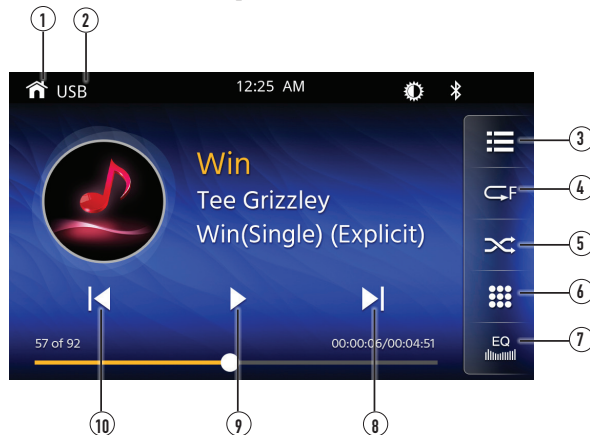 1 2
USB 12:25 AM
Win
Tee Grizzley
Win(Single) (Explicit)
3
F 4
5
6
EQ 7
57 of 92 00:00:06/00:04:51
10 9 8